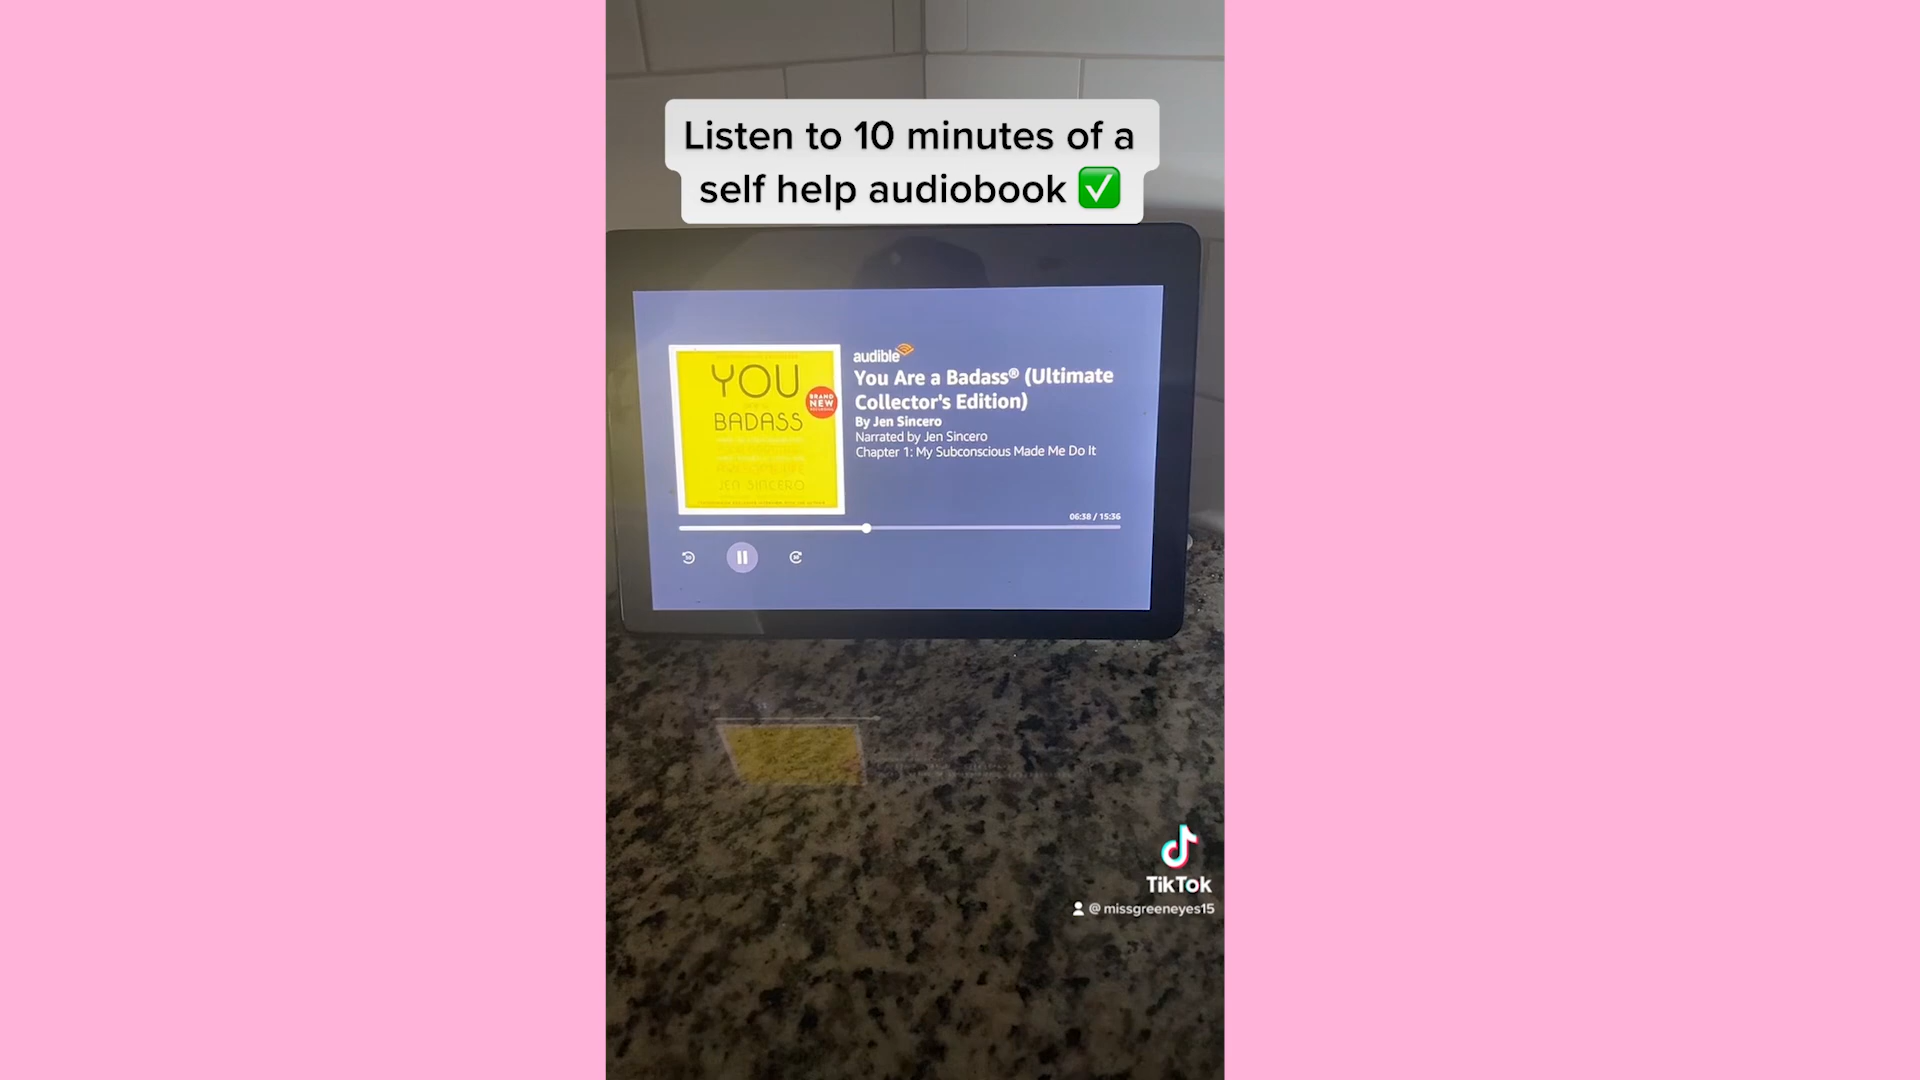 Listen to 10 minutes of a
self help audiobook ✅
YOU
BADASS
JEN SINCERO
BRAND
NEW
audible
You Are a Badass® (Ultimate
Collector's Edition)
By Jen Sincero
Narrated by Jen Sincero
Chapter 1: My Subconscious Made Me Do It
06:38 / 15:36
TikTok
@ missgreeneyes15